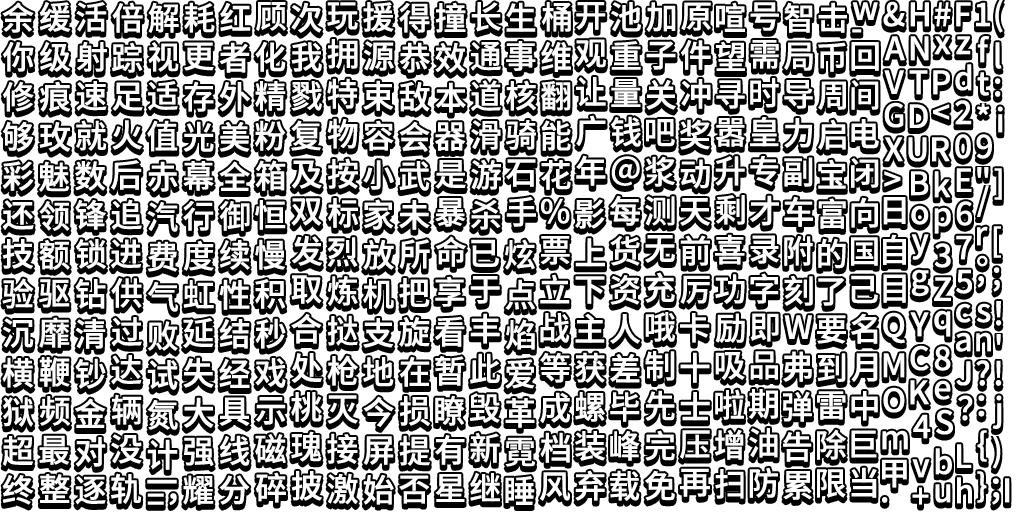 余缓活倍解耗红顾次玩援得撞长生桶开池加原喧号智击w&H#F1(
你级射踪视更者化我拥源恭效通事维观重子件望需局币回ANxzfl
修痕速足适存外精戮特束敌本道核翻让量关冲寻时导周问VTPdt:
够玫就火值光美粉复物容会器滑骑能广钱吧奖嚣皇力启电GD<2*i
彩魅数后赤幕全箱及按小武是游石花年@浆动升专副宝闭XUR09
还领锋追汽行御恒双标家未暴杀手%影每测天剩才车富向>BkE"]
技额锁进费度续慢发烈放所命已炫票上货无前喜录附的国日op6/
验驱钻供气虹性积取炼机把享于点立下资充厉功字刻了己自y37r[
沉靡清过败延结秒合挞支旋看丰焰战主人哦卡励即W要名目gZ5;
横鞭钞达试失经戏处枪地在暂此爱等获差制十吸品弗到月QYqcs!
狱频金辆氮大具示桃灭今损瞭毁革成螺毕先士啦期弹雷中MC8an'
超最对没计强线磁瑰接屏提有新霓档装峰完压增油告除巨OKeJ?!
终整逐轨三耀分碎披激始否星继睡风弃载免再扫防累限当m4S?:j
甲vbL{)
.+uh};|